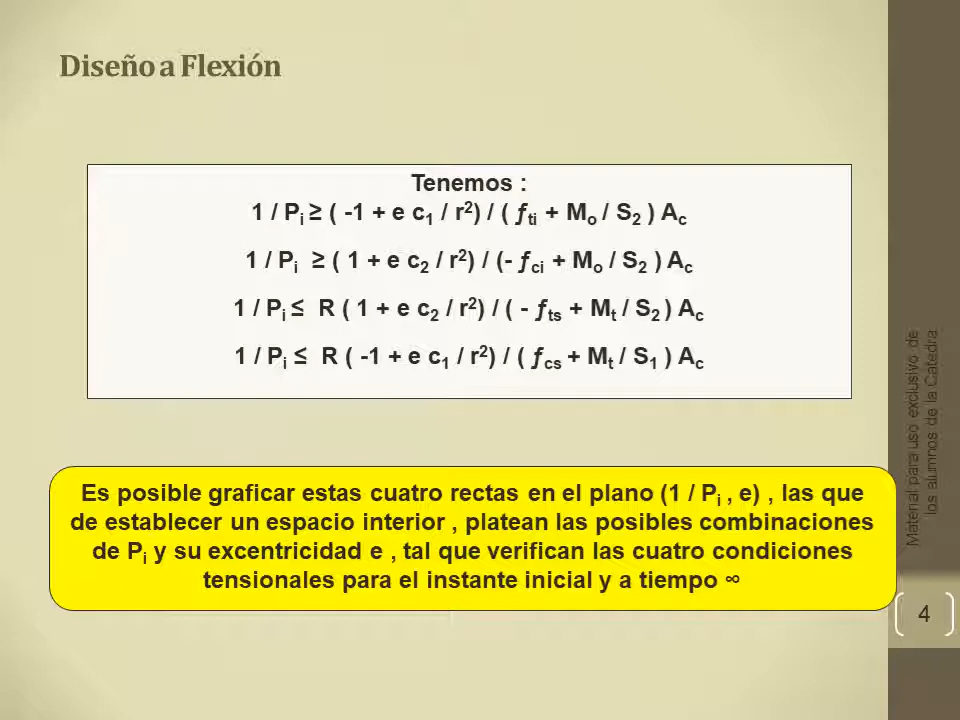 Diseño a Flexión
Tenemos :
1 / Pi ≥ ( -1 + e c1 / r2) / ( ƒti + Mo / S2 ) Ac
1 / Pi ≥ ( 1 + e c2 / r2) / (- ƒci + Mo / S2 ) Ac
1 / Pi ≤ R ( 1 + e c2 / r2) / ( - ƒts + Mt / S2 ) Ac
1 / Pi ≤ R ( -1 + e c1 / r2) / ( ƒcs + Mt / S1 ) Ac
Es posible graficar estas cuatro rectas en el plano (1 / Pi , e) , las que
de establecer un espacio interior , platean las posibles combinaciones
de Pi y su excentricidad e , tal que verifican las cuatro condiciones
tensionales para el instante inicial y a tiempo ∞
Material para uso exclusivo de
los alumnos de la Catedra
4